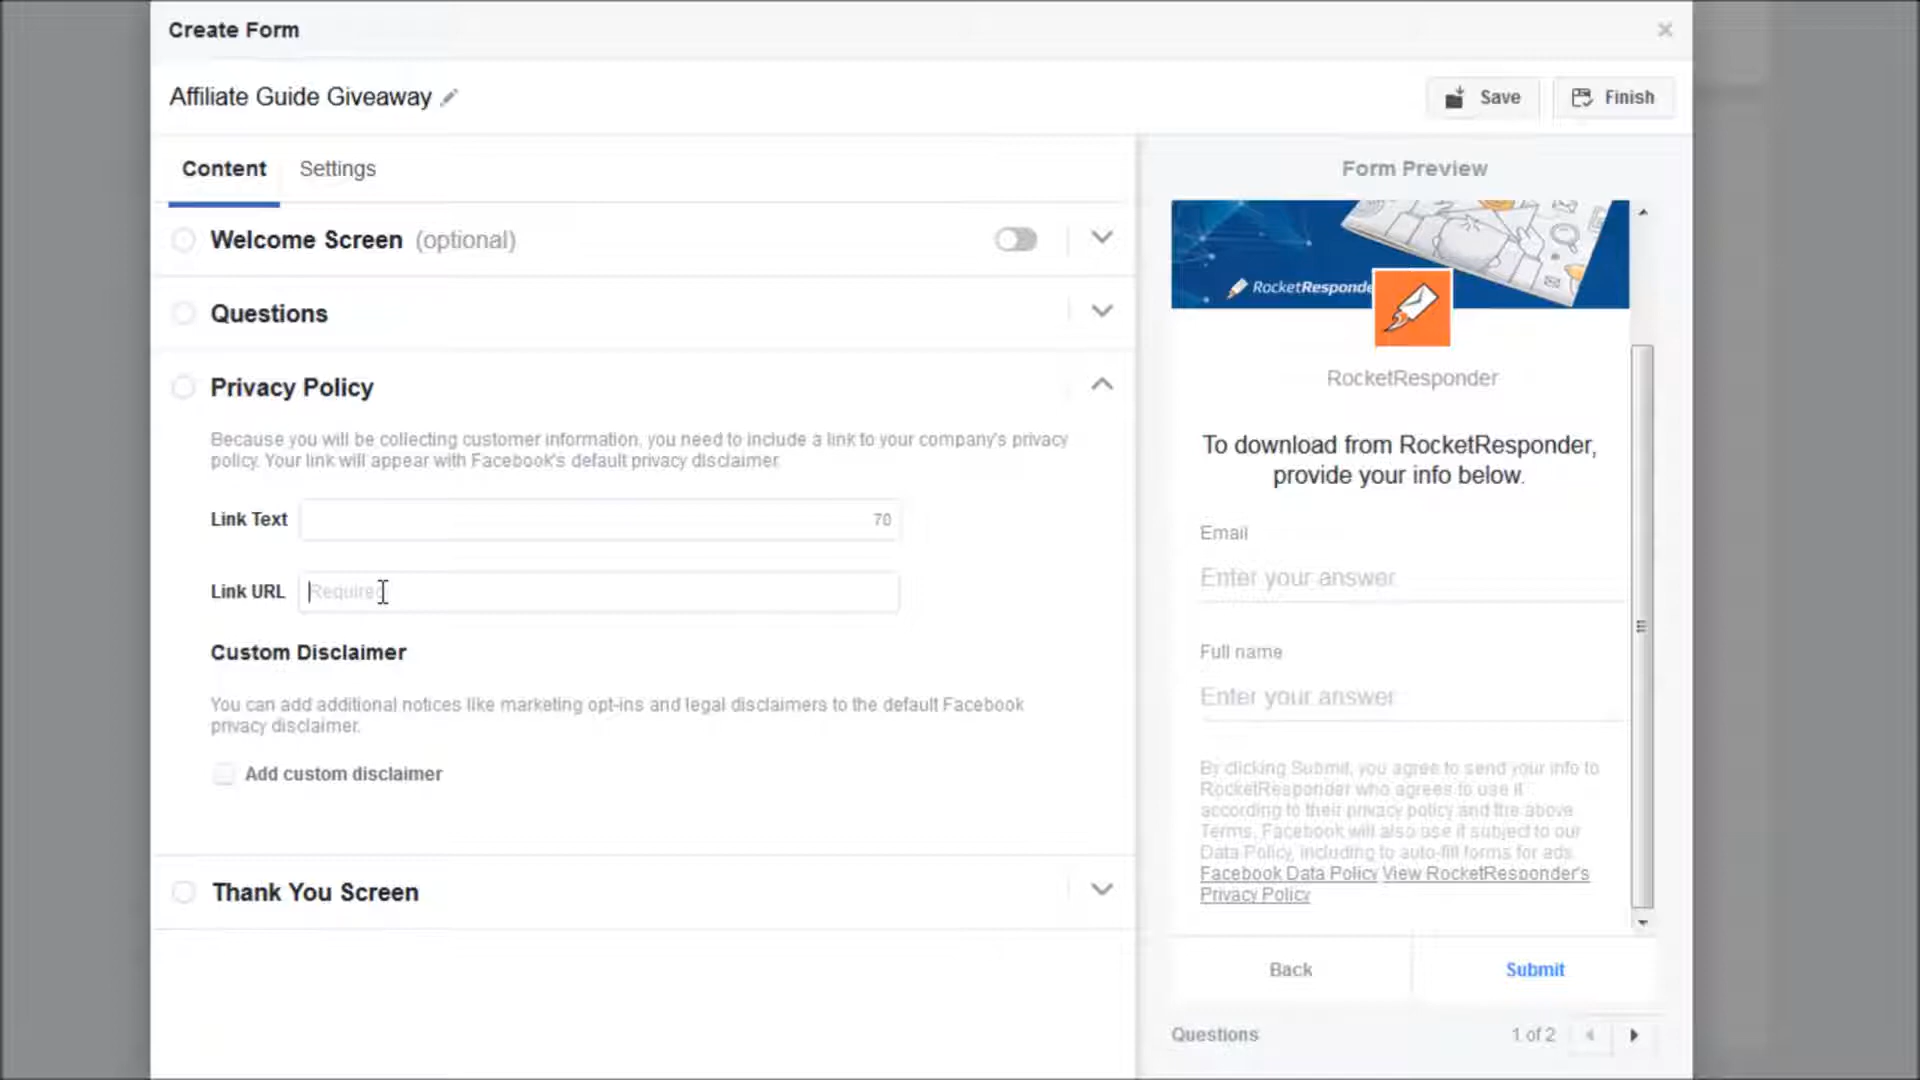 Create Form
Affiliate Guide Giveaway
Save
Finish
Content
Settings
Welcome Screen (optional)
Questions
Privacy Policy
Because you will be collecting customer information, you need to include a link to your company's privacy
policy. Your link will appear with Facebook's default privacy disclaimer.
Link Text
70
Link URL
Required
Custom Disclaimer
You can add additional notices like marketing opt-ins and legal disclaimers to the default Facebook
privacy disclaimer.
Add custom disclaimer
Thank You Screen
Form Preview
RocketResponde
RocketResponder
To download from RocketResponder,
provide your info below.
Email
Enter your answer
Full name
Enter your answer
By clicking Submit, you agree to send your info to
RocketResponder who agrees to use it
according to their privacy policy and the above
Terms. Facebook will also use it subject to our
Data Policy, including to auto-fill forms for ads.
Facebook Data Policy View RocketResponder's
Privacy Policy
Back
Submit
Questions
1 of 2